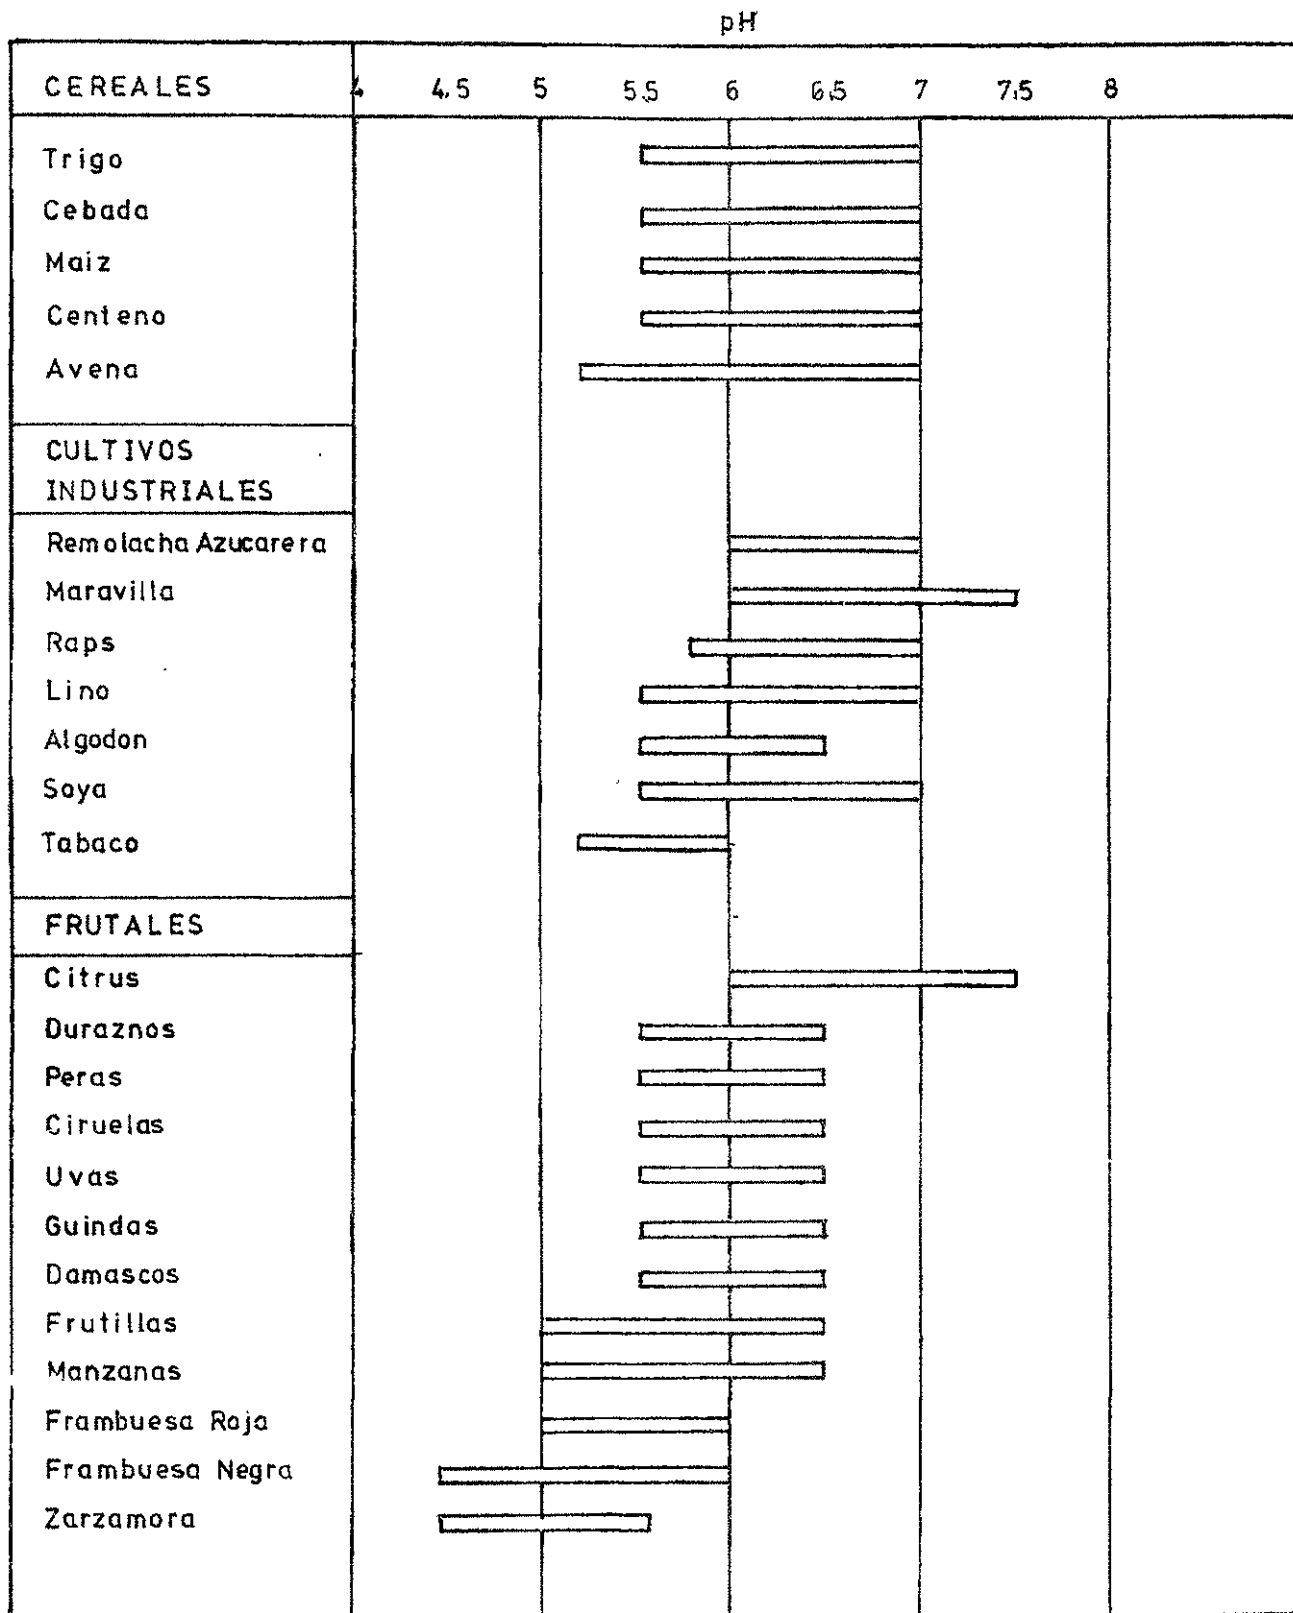 pH
CEREALES 4 4.5 5 5.5 6 6.5 7 7.5 8
Trigo
Cebada
Maiz
Centeno
Avena
CULTIVOS
INDUSTRIALES
Remolacha Azucarera
Maravilla
Raps
Lino
Algodon
Soya
Tabaco
FRUTALES
Citrus
Duraznos
Peras
Ciruelas
Uvas
Guindas
Damascos
Frutillas
Manzanas
Frambuesa Roja
Frambuesa Negra
Zarzamora